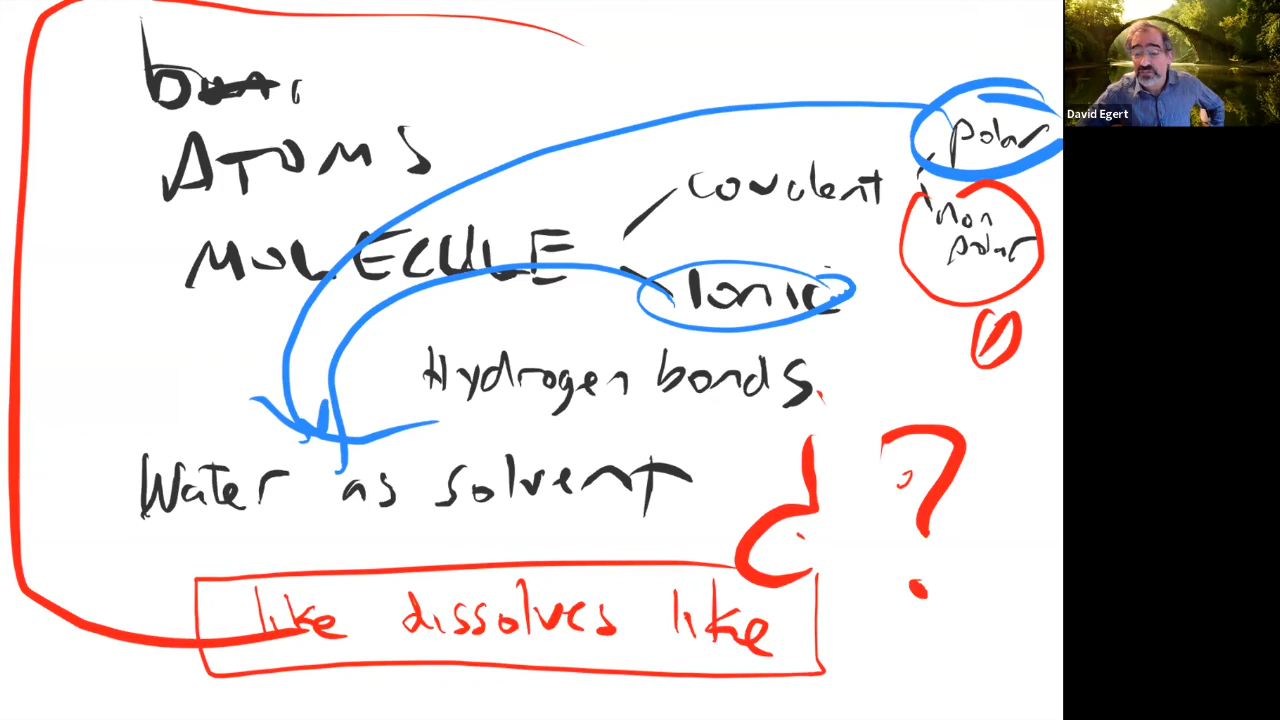 polar
David Egert
ATOMS
covalent
non
polar
MOLECULE
Ionic
Hydrogen bonds.
Water as solvent
¿ ?
like dissolves like